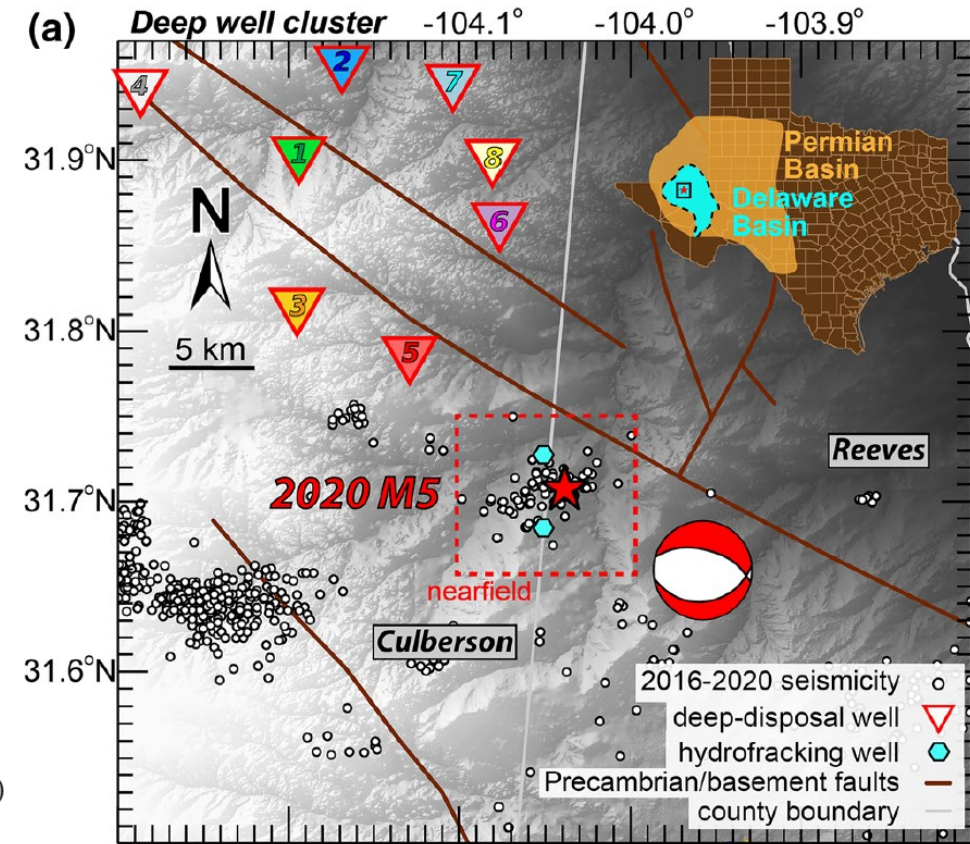 (a)
Deep well cluster
-104.1° -104.0° -103.9°
2
4
7
31.9°N
1
8
Permian
Basin
N
Delaware
Basin
6
3
31.8°N
5 km
5
Reeves
2020 M5
31.7°N
nearfield
Culberson
31.6°N
2016-2020 seismicity
deep-disposal well
hydrofracking well
Precambrian/basement faults
county boundary
)